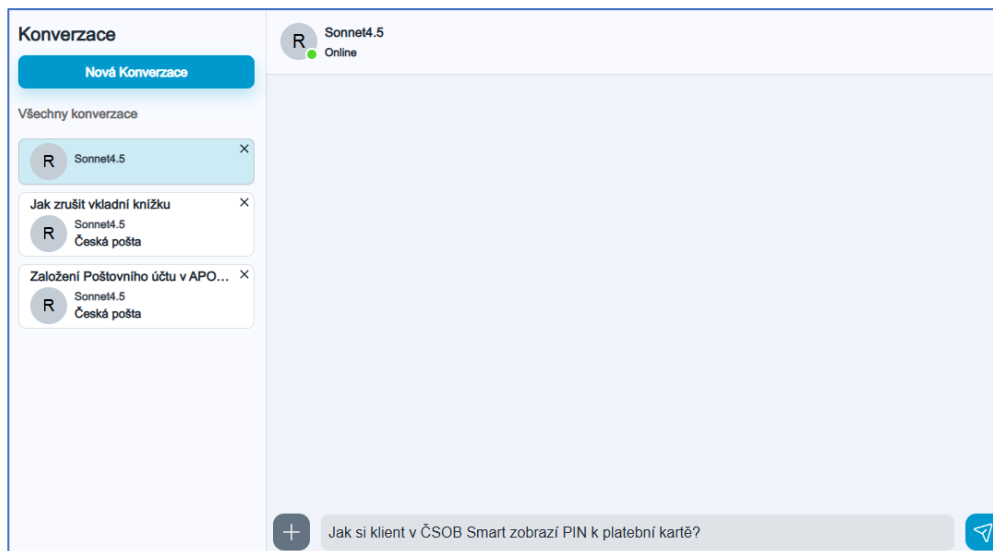 Konverzace
Nová Konverzace
Všechny konverzace
R
Sonnet4.5
Jak zrušit vkladní knížku
R
Sonnet4.5
Česká pošta
Založení Poštovního účtu v APO...
R
Sonnet4.5
Česká pošta
R
Sonnet4.5
Online
Jak si klient v ČSOB Smart zobrazí PIN k platební kartě?